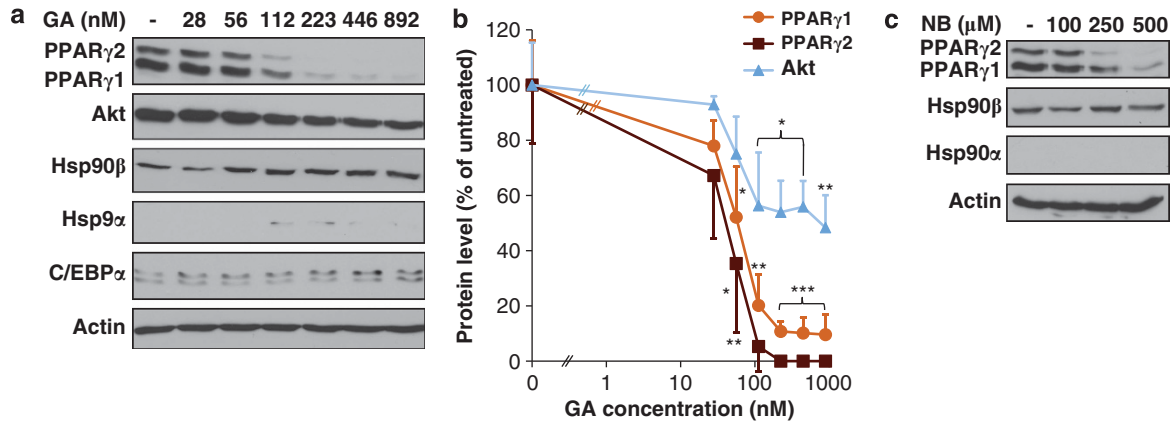 a
GA (nM) - 28 56 112 223 446 892
PPARγ2
PPARγ1
Akt
Hsp90β
Hsp9α
C/EBPα
Actin
b
PPARγ1
PPARγ2
Akt
Protein level (% of untreated)
120
100
80
60
40
20
0
*
**
*
**
***
*
**
0 1 10 100 1000
GA concentration (nM)
c
NB (μM) - 100 250 500
PPARγ2
PPARγ1
Hsp90β
Hsp90α
Actin